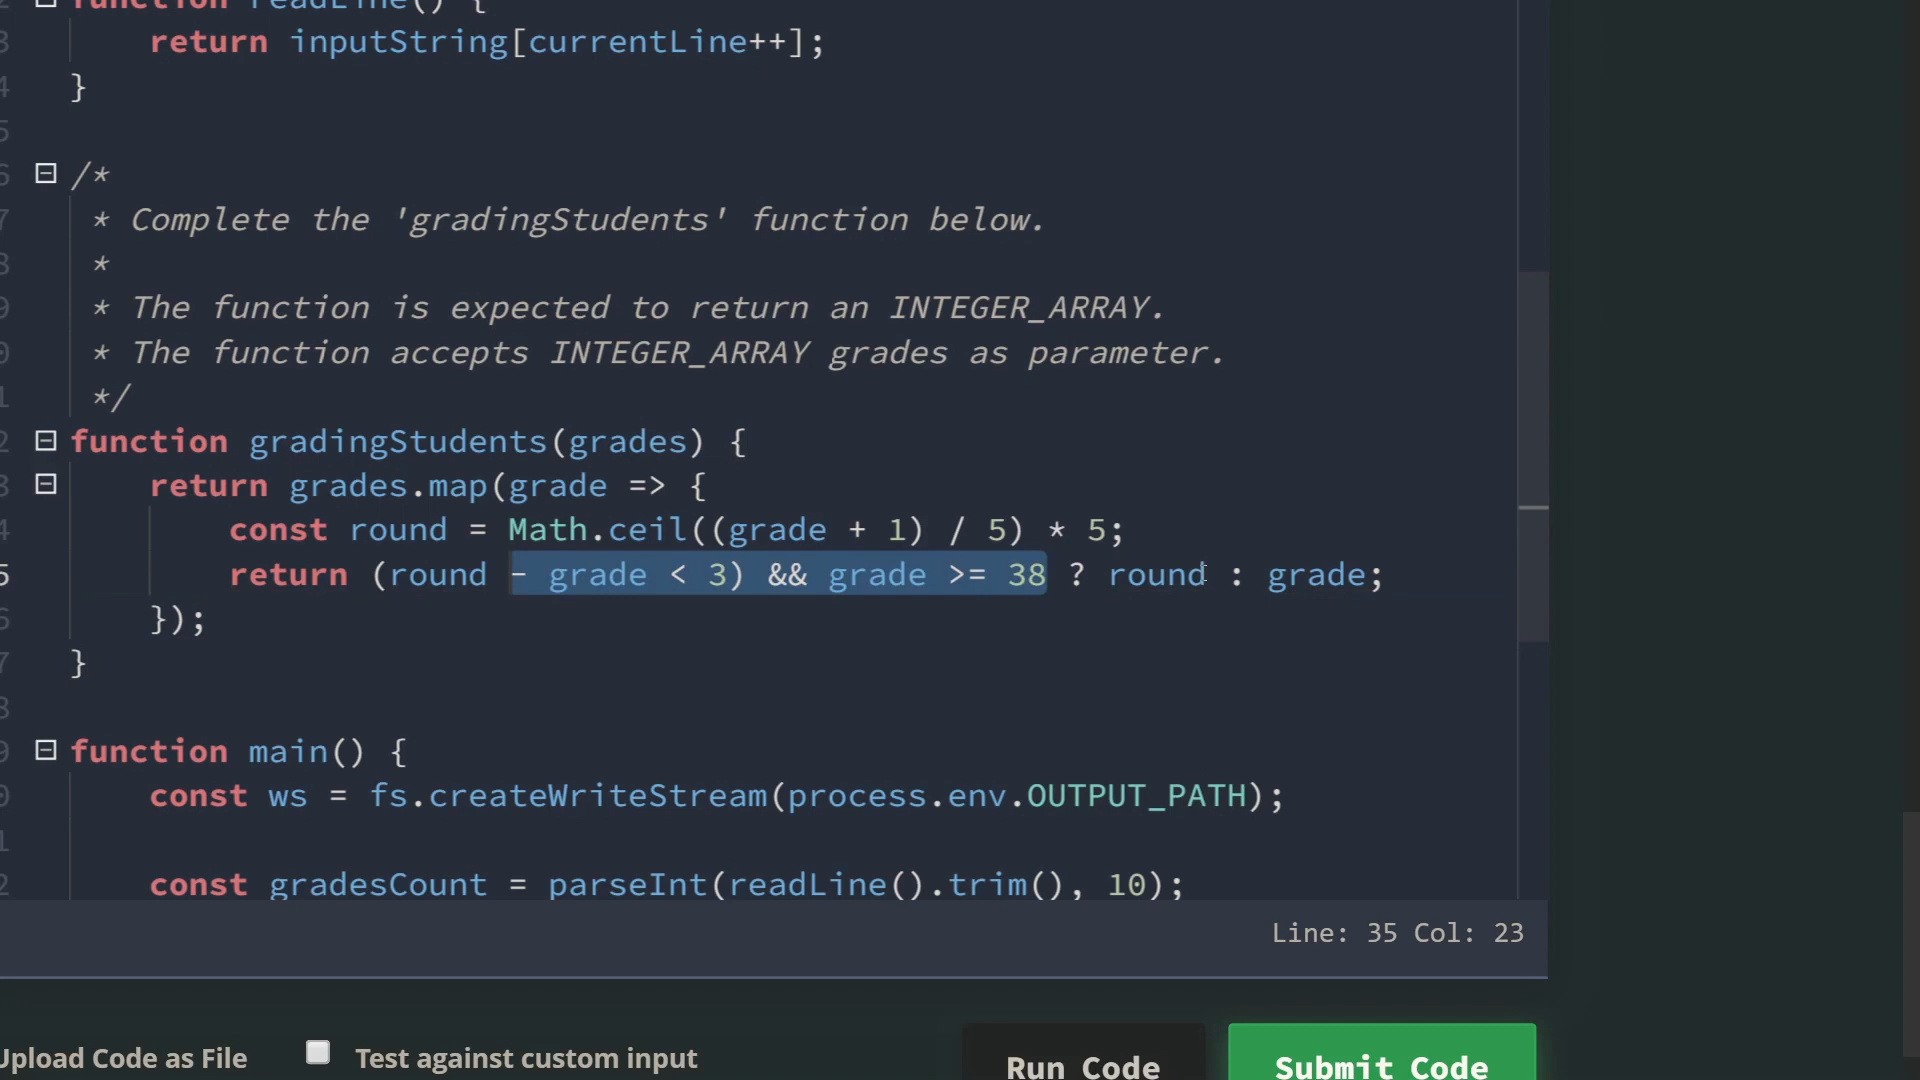 function readLine() {
return inputString[currentLine++];
}
/*
* Complete the 'gradingStudents' function below.
*
* The function is expected to return an INTEGER_ARRAY.
* The function accepts INTEGER_ARRAY grades as parameter.
*/
function gradingStudents(grades) {
return grades.map(grade => {
const round = Math.ceil((grade + 1) / 5) * 5;
return (round - grade < 3) && grade >= 38 ? round : grade;
});
}
function main() {
const ws = fs.createWriteStream(process.env.OUTPUT_PATH);
const gradesCount = parseInt(readLine().trim(), 10);
Line: 35 Col: 23
Upload Code as File
Test against custom input
Run Code
Submit Code